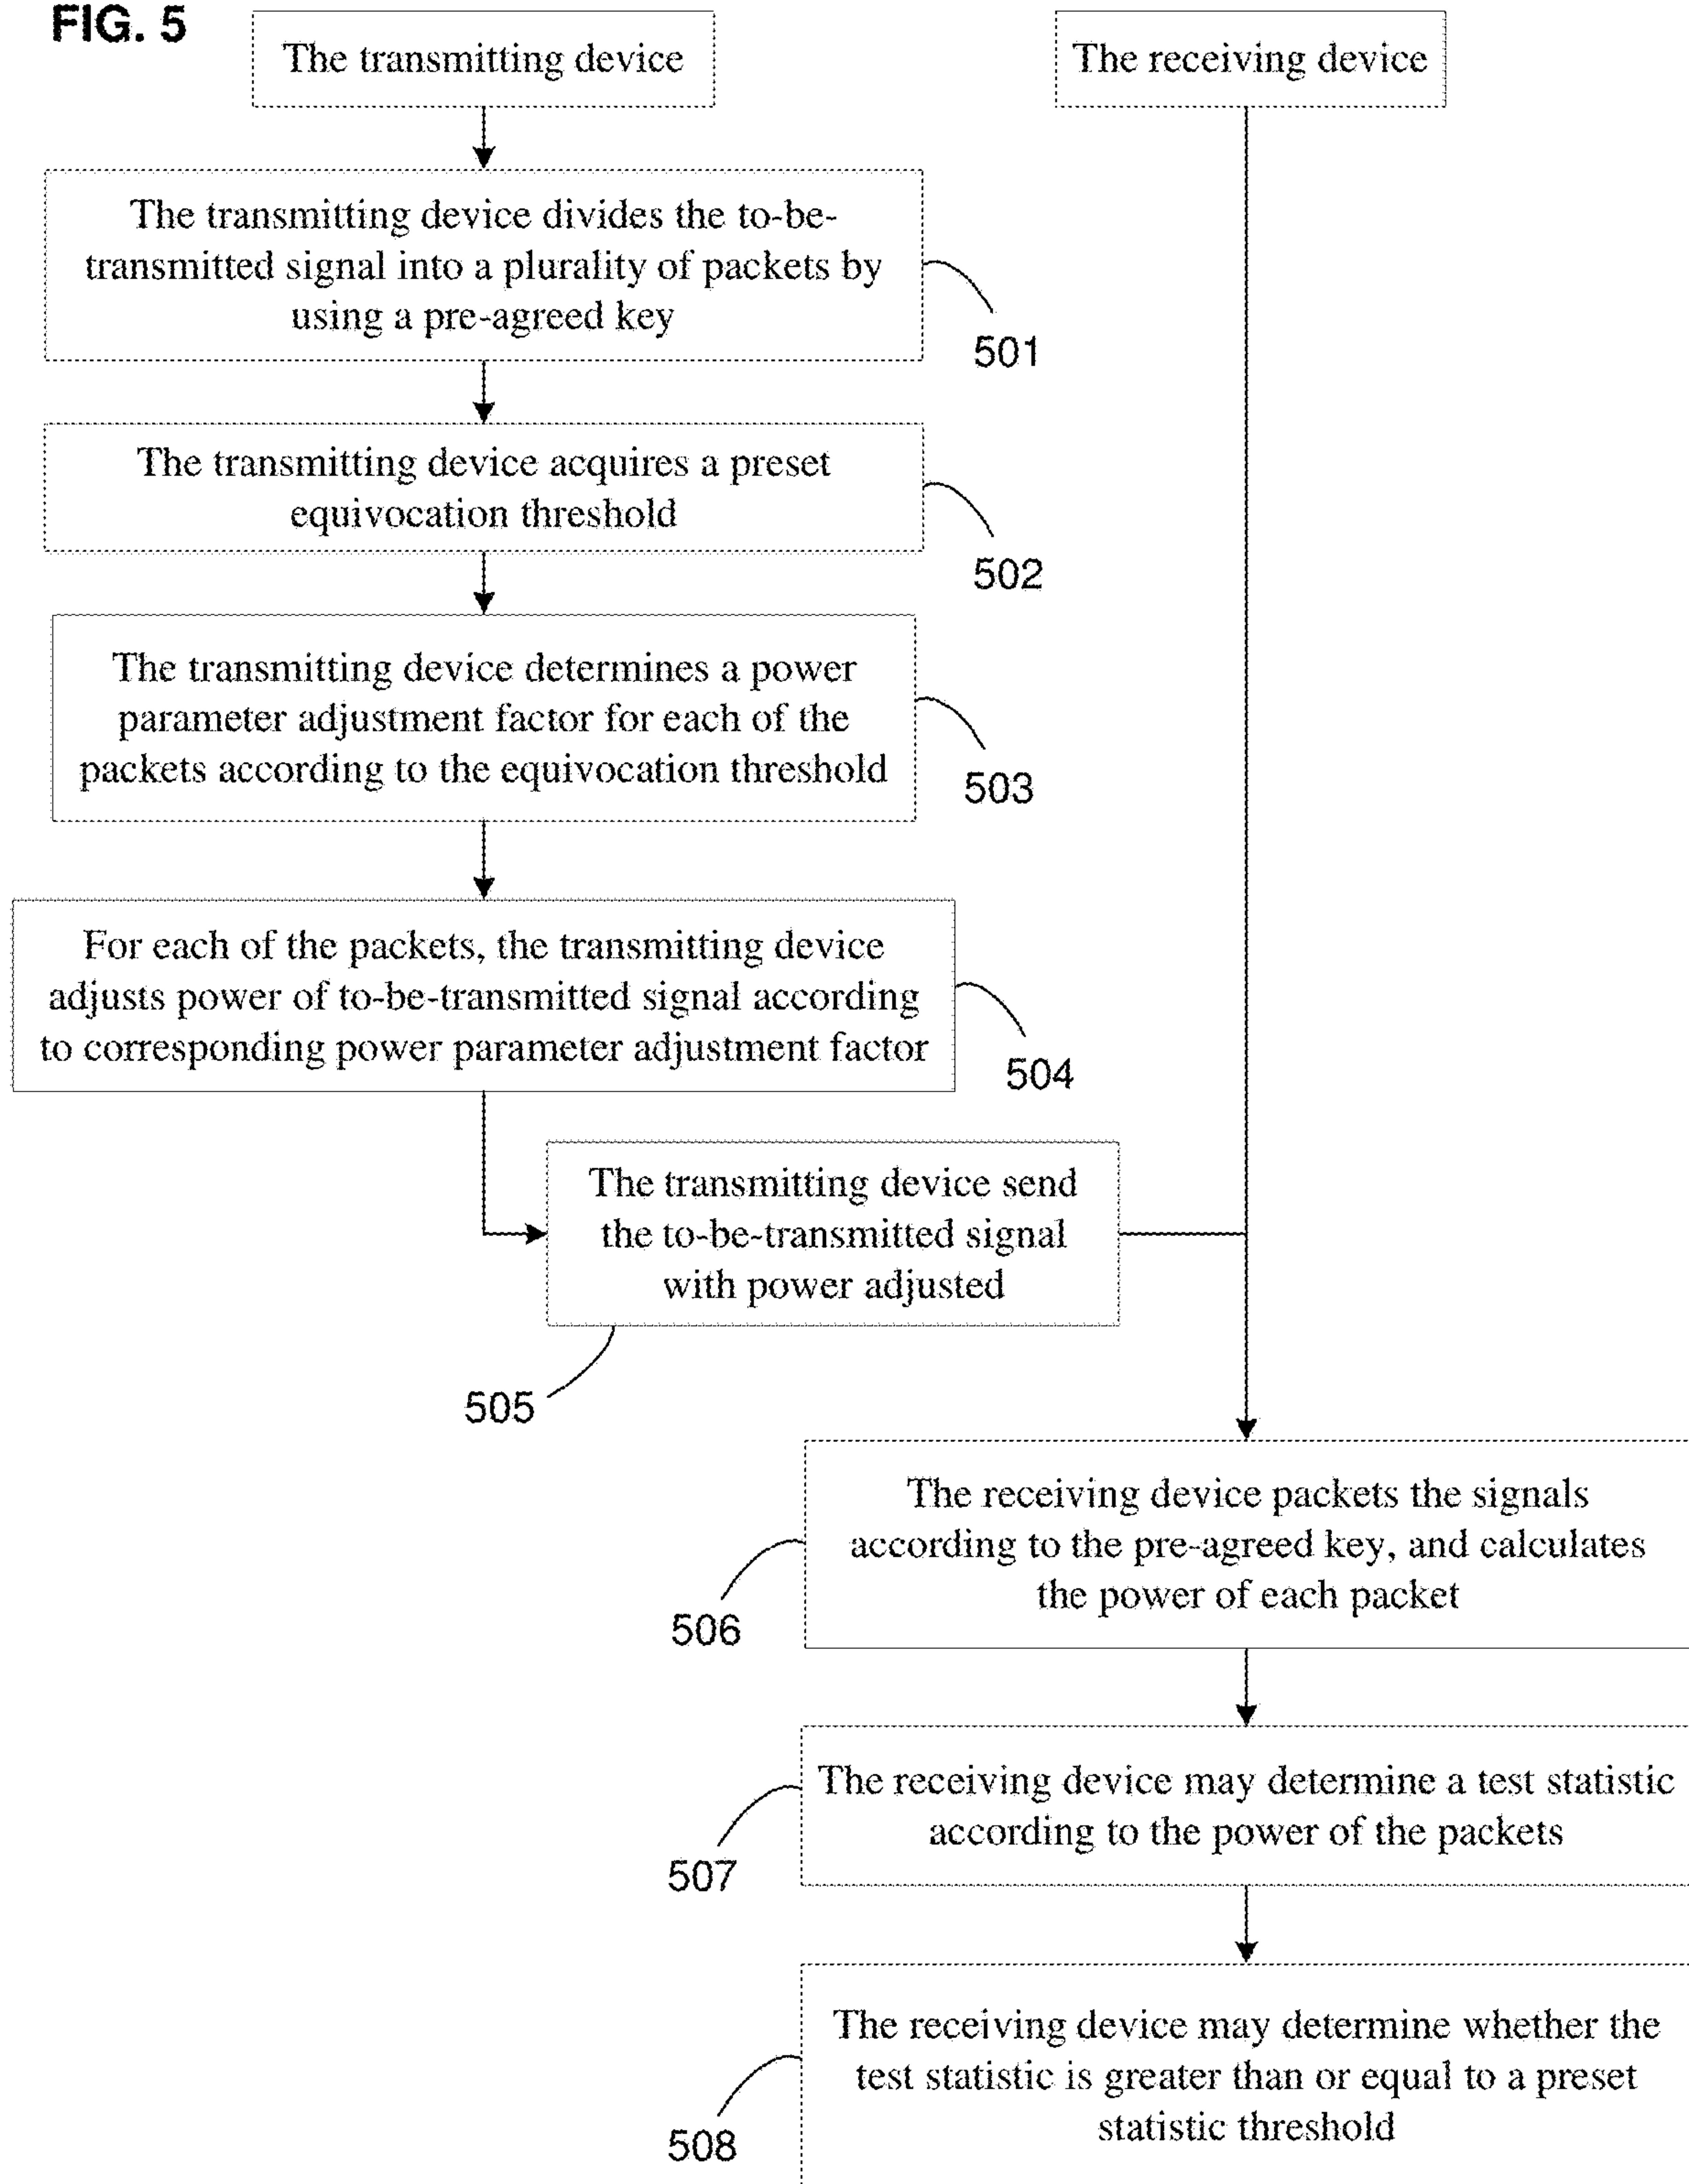 FIG. 5
The transmitting device
The receiving device
The transmitting device divides the to-be-
transmitted signal into a plurality of packets by
using a pre-agreed key
501
The transmitting device acquires a preset
equivocation threshold
502
The transmitting device determines a power
parameter adjustment factor for each of the
packets according to the equivocation threshold
503
For each of the packets, the transmitting device
adjusts power of to-be-transmitted signal according
to corresponding power parameter adjustment factor
504
The transmitting device send
the to-be-transmitted signal
with power adjusted
505
The receiving device packets the signals
according to the pre-agreed key, and calculates
the power of each packet
506
The receiving device may determine a test statistic
according to the power of the packets
507
The receiving device may determine whether the
test statistic is greater than or equal to a preset
statistic threshold
508